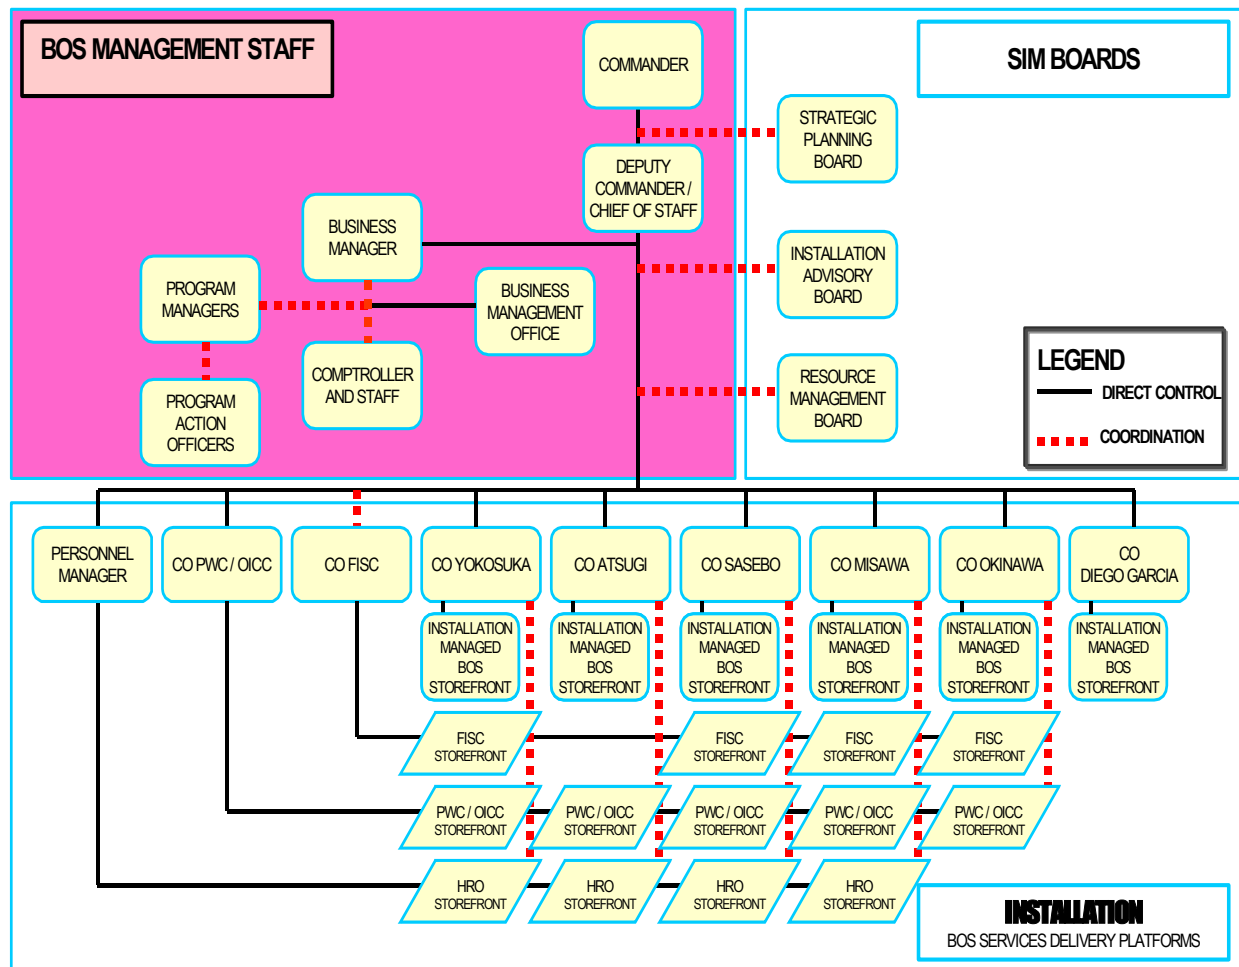 BOS MANAGEMENT STAFF
COMMANDER
SIM BOARDS
STRATEGIC
PLANNING
BOARD
DEPUTY
COMMANDER /
CHIEF OF STAFF
BUSINESS
MANAGER
INSTALLATION
ADVISORY
BOARD
PROGRAM
MANAGERS
BUSINESS
MANAGEMENT
OFFICE
COMPTROLLER
AND STAFF
RESOURCE
MANAGEMENT
BOARD
PROGRAM
ACTION
OFFICERS
LEGEND
DIRECT CONTROL
COORDINATION
PERSONNEL
MANAGER
CO PWC / OICC
CO FISC
CO YOKOSUKA
CO ATSUGI
CO SASEBO
CO MISAWA
CO OKINAWA
CO
DIEGO GARCIA
INSTALLATION
MANAGED
BOS
STOREFRONT
INSTALLATION
MANAGED
BOS
STOREFRONT
INSTALLATION
MANAGED
BOS
STOREFRONT
INSTALLATION
MANAGED
BOS
STOREFRONT
INSTALLATION
MANAGED
BOS
STOREFRONT
INSTALLATION
MANAGED
BOS
STOREFRONT
FISC
STOREFRONT
FISC
STOREFRONT
FISC
STOREFRONT
FISC
STOREFRONT
PWC / OICC
STOREFRONT
PWC / OICC
STOREFRONT
PWC / OICC
STOREFRONT
PWC / OICC
STOREFRONT
PWC / OICC
STOREFRONT
HRO
STOREFRONT
HRO
STOREFRONT
HRO
STOREFRONT
HRO
STOREFRONT
INSTALLATION
BOS SERVICES DELIVERY PLATFORMS